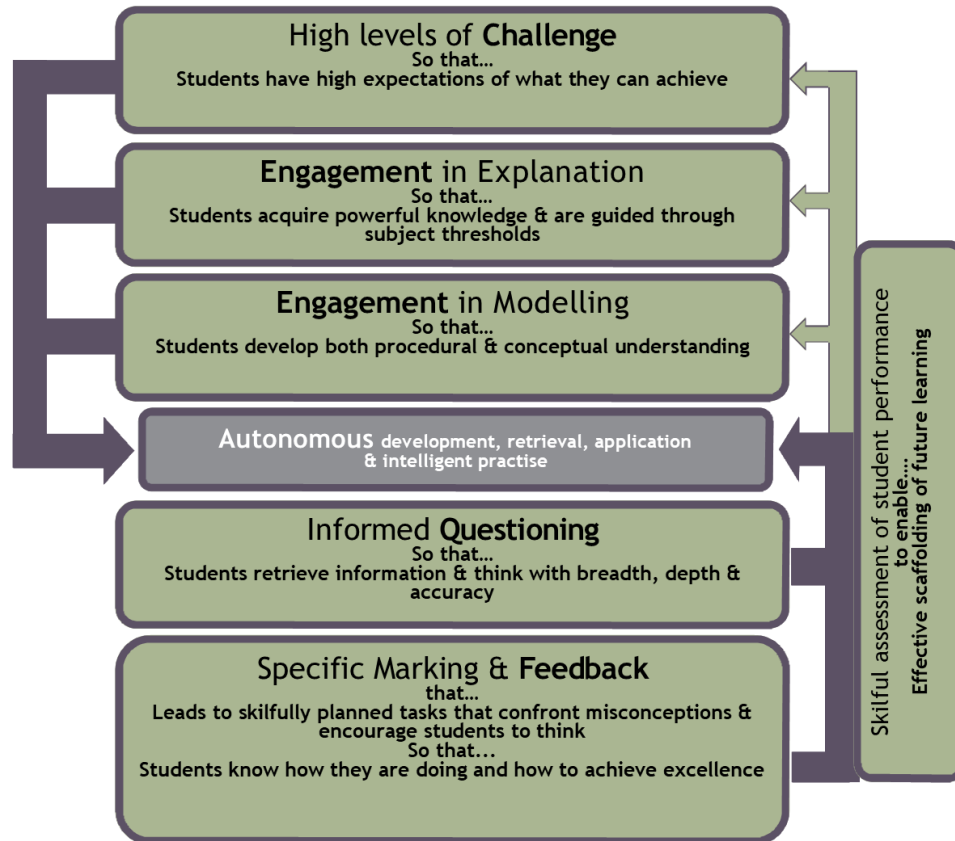 High levels of Challenge
So that…
Students have high expectations of what they can achieve
Engagement in Explanation
So that…
Students acquire powerful knowledge & are guided through
subject thresholds
Engagement in Modelling
So that…
Students develop both procedural & conceptual understanding
Autonomous development, retrieval, application
& intelligent practise
Informed Questioning
So that…
Students retrieve information & think with breadth, depth &
accuracy
Specific Marking & Feedback
that…
Leads to skilfully planned tasks that confront misconceptions &
encourage students to think
So that...
Students know how they are doing and how to achieve excellence
Skilful assessment of student performance
to enable....
Effective scaffolding of future learning